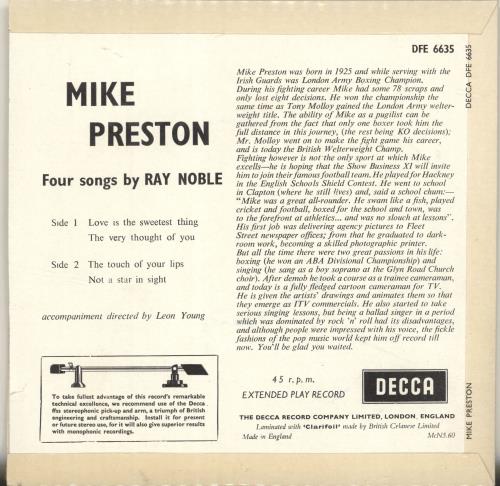 DFE 6635
MIKE
PRESTON
Four songs by RAY NOBLE
Side 1 Love is the sweetest thing
The very thought of you
Side 2 The touch of your lips
Not a star in sight
accompaniment directed by Leon Young
To take fullest advantage of this record's remarkable
technical excellence, we recommend use of the Decca
ffss stereophonic pick-up and arm, a triumph of British
engineering and craftsmanship. Install it for present
or future stereo use, for it will also give superior results
with monophonic recordings.
Mike Preston was born in 1925 and while serving with the
Irish Guards was London Army Boxing Champion.
During his fighting career Mike had some 78 scraps and
only lost eight decisions. He won the championship the
same time as Tony Molloy gained the London Army welter-
weight title. The ability of Mike as a pugilist can be
gathered from the fact that only one boxer took him the
full distance in this journey, (the rest being KO decisions);
Mr. Molloy went on to make the fight game his career,
and is today the British Welterweight Champ.
Fighting however is not the only sport at which Mike
excells—he is hoping that the Show Business XI will invite
him to join their famous football team. He played for Hackney
in the English Schools Shield Contest. He went to school
in Clapton (where he still lives) and, said a school chum:—
"Mike was a great all-rounder. He swam like a fish, played
cricket and football, boxed for the school and town, was
to the forefront at athletics... and was no slouch at lessons".
His first job was delivering agency pictures to Fleet
Street newspaper offices; from that he graduated to dark-
room work, becoming a skilled photographic printer.
But all the time there were two great passions in his life:
boxing (he won an ABA Divisional Championship) and
singing (he sang as a boy soprano at the Glyn Road Church
choir). After demob he took a course as a trainee cameraman,
and today is a fully fledged cartoon cameraman for TV.
He is given the artists' drawings and animates them so that
they emerge as ITV commercials. He also started to take
serious singing lessons, but being a ballad singer in a period
which was dominated by rock 'n' roll had its disadvantages,
and although people were impressed with his voice, the fickle
fashions of the pop music world kept him off record till
now. You'll be glad you waited.
45 r.p.m.
EXTENDED PLAY RECORD
DECCA
THE DECCA RECORD COMPANY LIMITED, LONDON, ENGLAND
Laminated with 'Clarifoil' made by British Celanese Limited
Made in England
McN5.60
DECCA DFE 6635
MIKE PRESTON